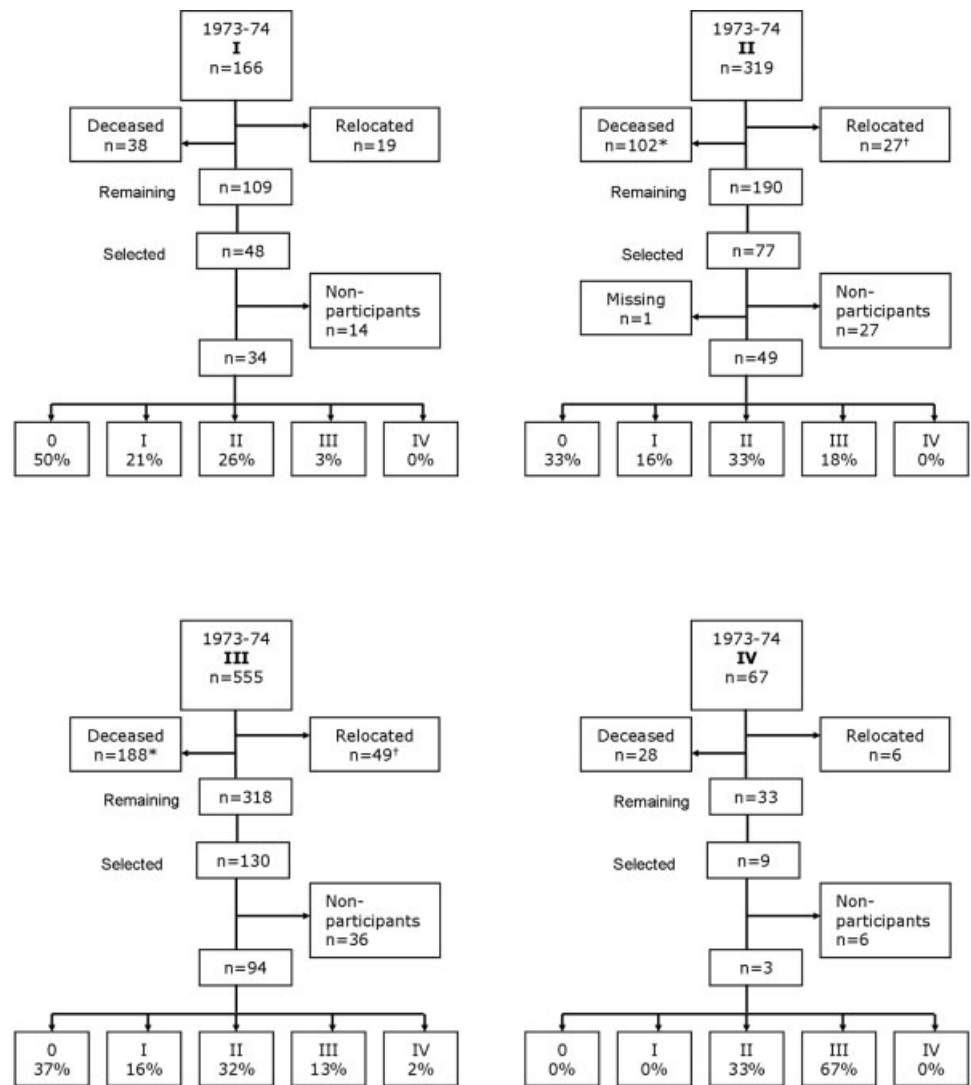 1973-74
I
n=166
Deceased
n=38
Relocated
n=19
Remaining
n=109
Selected
n=48
Non-
participants
n=14
n=34
0
50%
I
21%
II
26%
III
3%
IV
0%
1973-74
II
n=319
Deceased
n=102*
Relocated
n=27†
Remaining
n=190
Selected
n=77
Missing
n=1
Non-
participants
n=27
n=49
0
33%
I
16%
II
33%
III
18%
IV
0%
1973-74
III
n=555
Deceased
n=188*
Relocated
n=49†
Remaining
n=318
Selected
n=130
Non-
participants
n=36
n=94
0
37%
I
16%
II
32%
III
13%
IV
2%
1973-74
IV
n=67
Deceased
n=28
Relocated
n=6
Remaining
n=33
Selected
n=9
Non-
participants
n=6
n=3
0
0%
I
0%
II
33%
III
67%
IV
0%